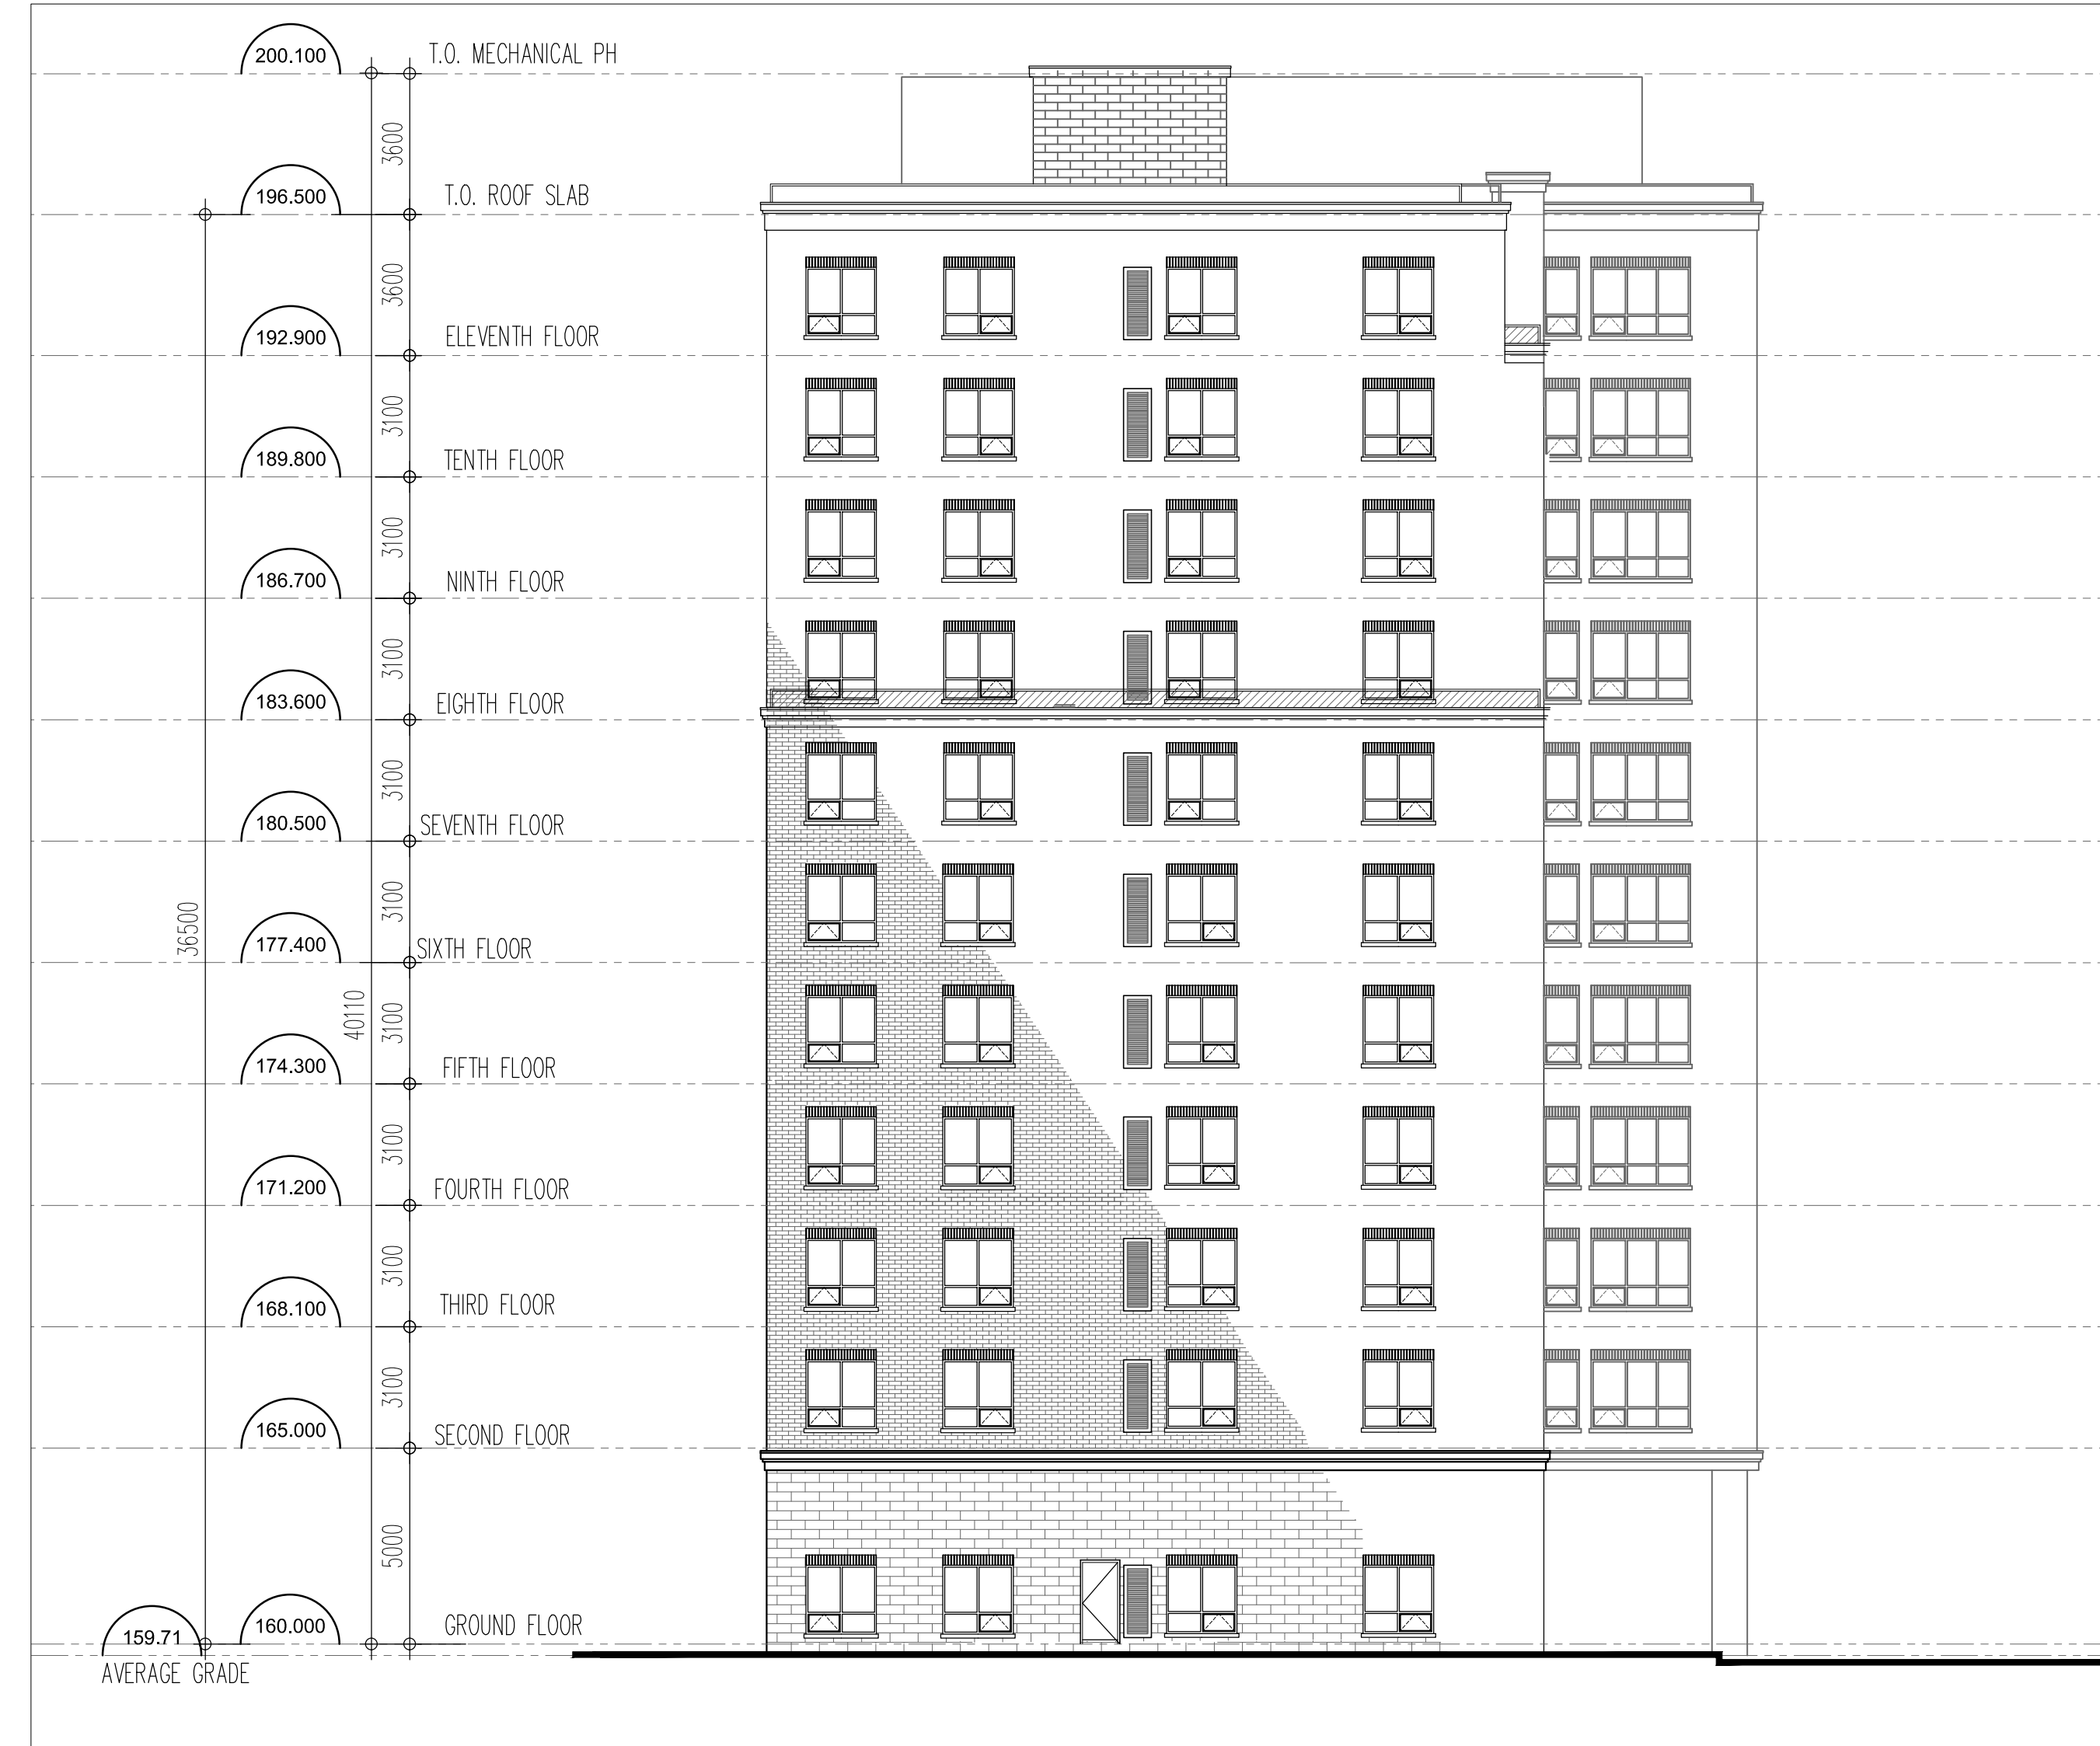 200.100 T.O. MECHANICAL PH
3600
196.500 T.O. ROOF SLAB
3600
192.900 ELEVENTH FLOOR
3100
189.800 TENTH FLOOR
3100
186.700 NINTH FLOOR
3100
183.600 EIGHTH FLOOR
3100
180.500 SEVENTH FLOOR
3100
36500
177.400 SIXTH FLOOR
40110
3100
174.300 FIFTH FLOOR
3100
171.200 FOURTH FLOOR
3100
168.100 THIRD FLOOR
3100
165.000 SECOND FLOOR
5000
160.000 GROUND FLOOR
159.71
AVERAGE GRADE